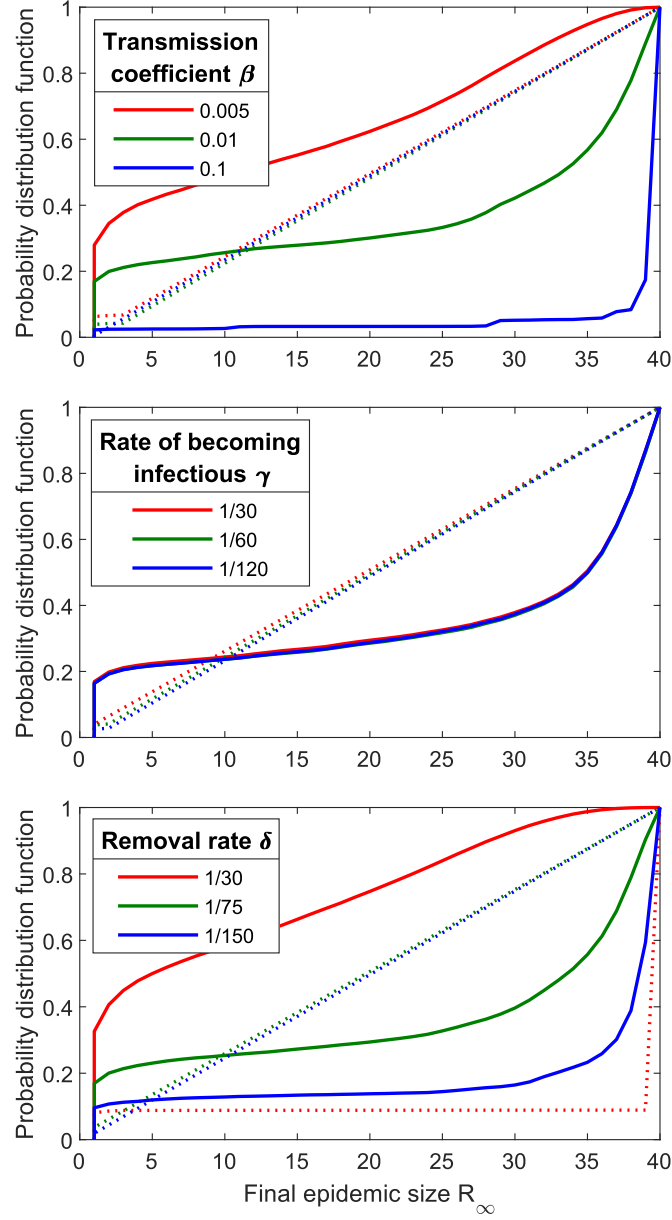 Probability distribution function
1
0.8
0.6
0.4
0.2
0
Transmission
coefficient β
0.005
0.01
0.1
0 5 10 15 20 25 30 35 40
Probability distribution function
1
0.8
0.6
0.4
0.2
0
Rate of becoming
infectious γ
1/30
1/60
1/120
0 5 10 15 20 25 30 35 40
Probability distribution function
1
0.8
0.6
0.4
0.2
0
Removal rate δ
1/30
1/75
1/150
0 5 10 15 20 25 30 35 40
Final epidemic size R∞